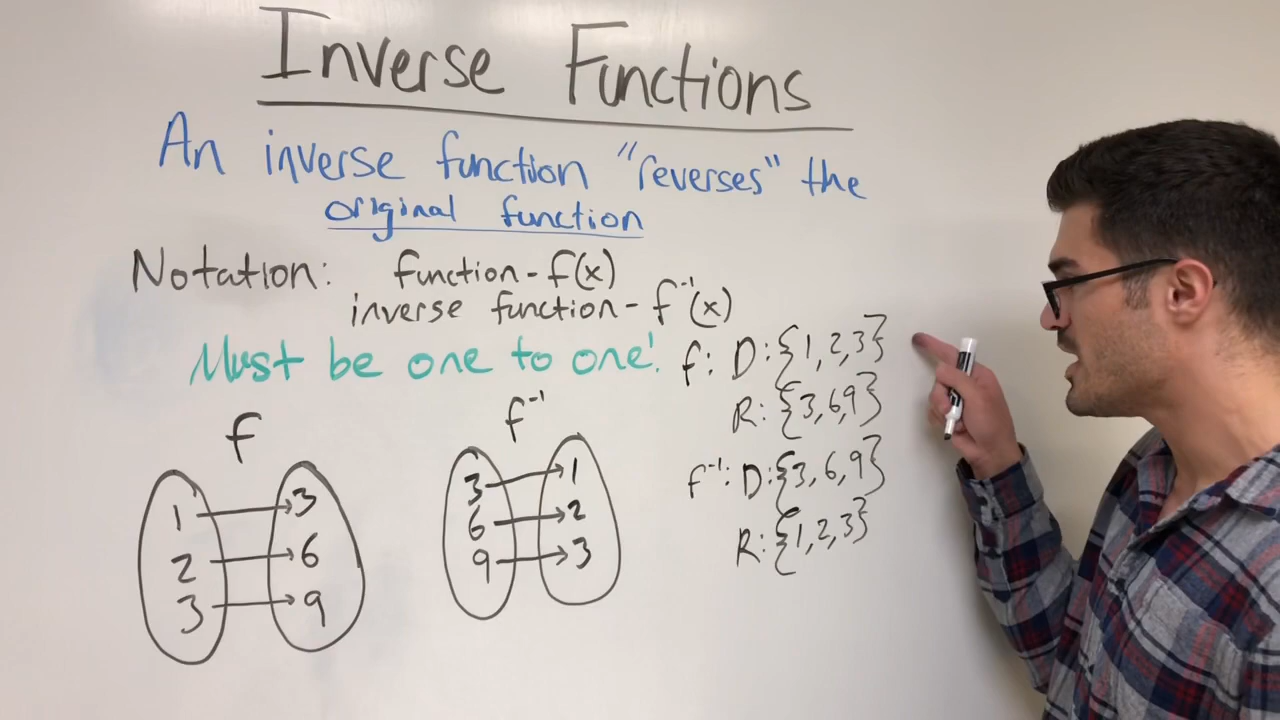 Inverse Functions
An inverse function "reverses" the
original function
Notation: function - f(x)
inverse function - f⁻¹(x)
Must be one to one!
f: D: {1, 2, 3}
R: {3, 6, 9}
f⁻¹: D: {3, 6, 9}
R: {1, 2, 3}
f
1 → 3
2 → 6
3 → 9
f⁻¹
3 → 1
6 → 2
9 → 3